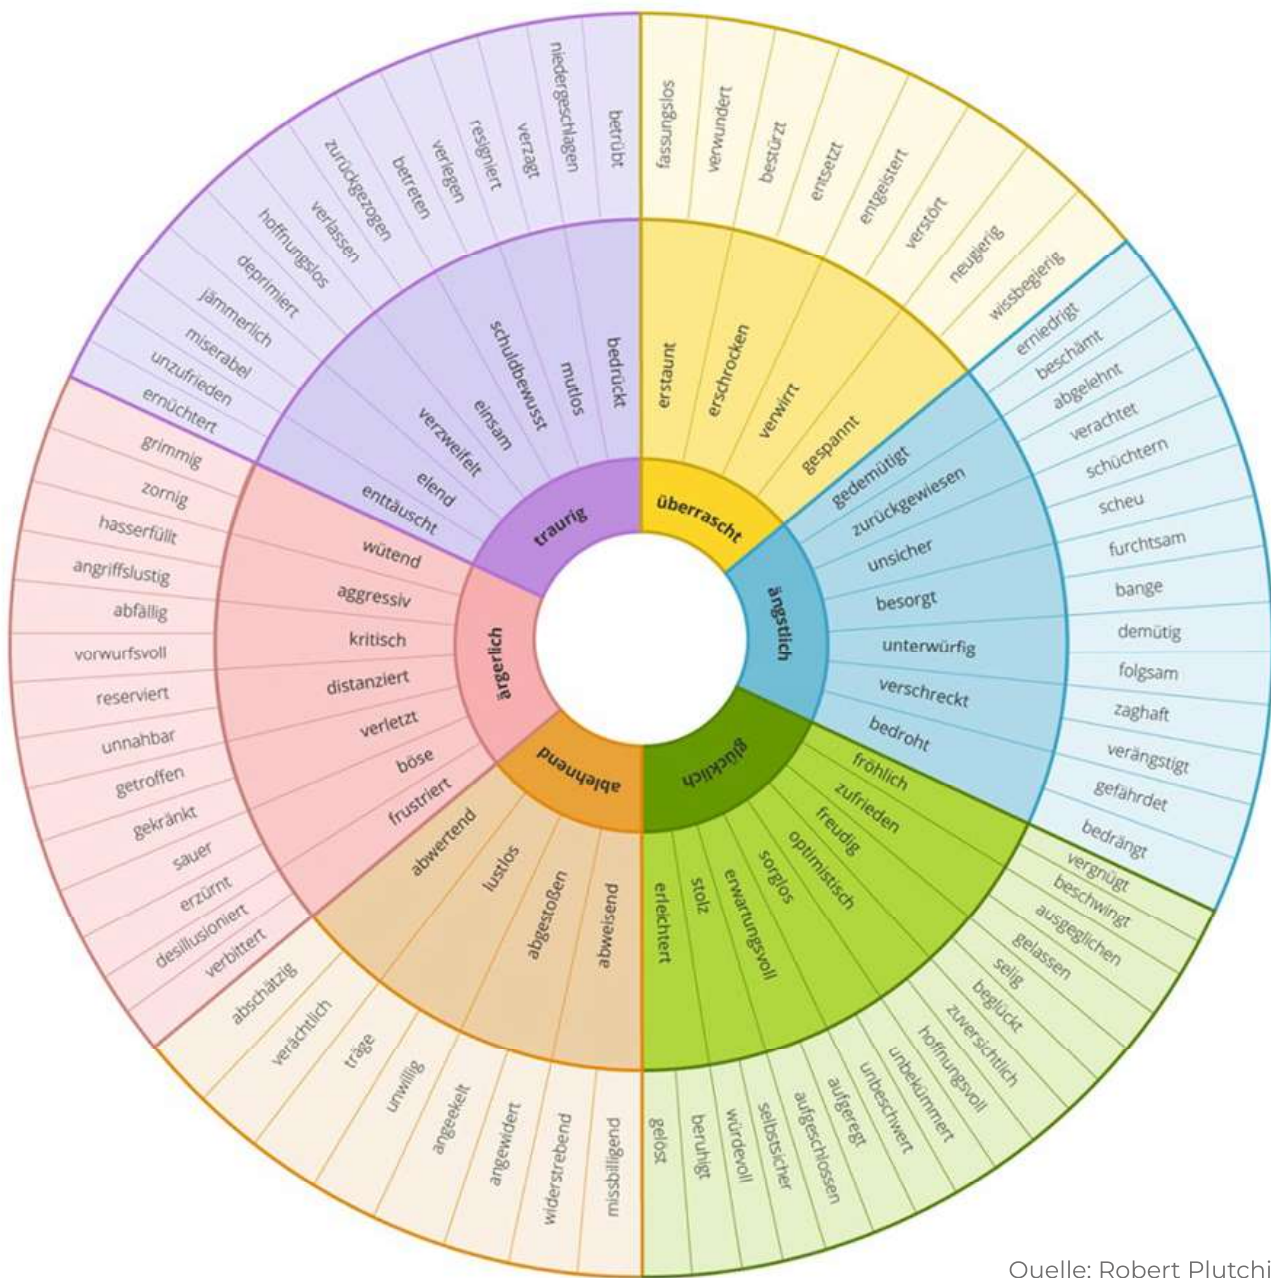 überrascht
erstaunt
fassungslos
verwundert
erschrocken
bestürzt
entsetzt
verwirrt
entgeistert
verstört
gespannt
neugierig
wissbegierig
ängstlich
gedemütigt
erniedrigt
beschämt
zurückgewiesen
abgelehnt
verachtet
unsicher
schüchtern
scheu
besorgt
furchtsam
bange
unterwürfig
demütig
folgsam
verschreckt
zaghaft
verängstigt
bedroht
gefährdet
bedrängt
glücklich
fröhlich
vergnügt
beschwingt
zufrieden
ausgeglichen
gelassen
freudig
selig
beglückt
optimistisch
zuversichtlich
hoffnungsvoll
sorglos
unbekümmert
unbeschwert
erwartungsvoll
aufgeregt
aufgeschlossen
stolz
selbstsicher
würdevoll
erleichtert
beruhigt
gelöst
ablehnend
abweisend
missbilligend
widerstrebend
abgestoßen
angewidert
angeekelt
lustlos
unwillig
träge
abwertend
verächtlich
abschätzig
ärgerlich
frustriert
verbittert
desillusioniert
böse
erzürnt
sauer
verletzt
gekränkt
getroffen
distanziert
unnahbar
reserviert
kritisch
vorwurfsvoll
abfällig
aggressiv
angriffslustig
hasserfüllt
wütend
zornig
grimmig
traurig
enttäuscht
ernüchtert
unzufrieden
elend
miserabel
jämmerlich
verzweifelt
deprimiert
hoffnungslos
einsam
verlassen
zurückgezogen
schuldbewusst
betreten
verlegen
mutlos
resigniert
verzagt
bedrückt
niedergeschlagen
betrübt
Quelle: Robert Plutchi